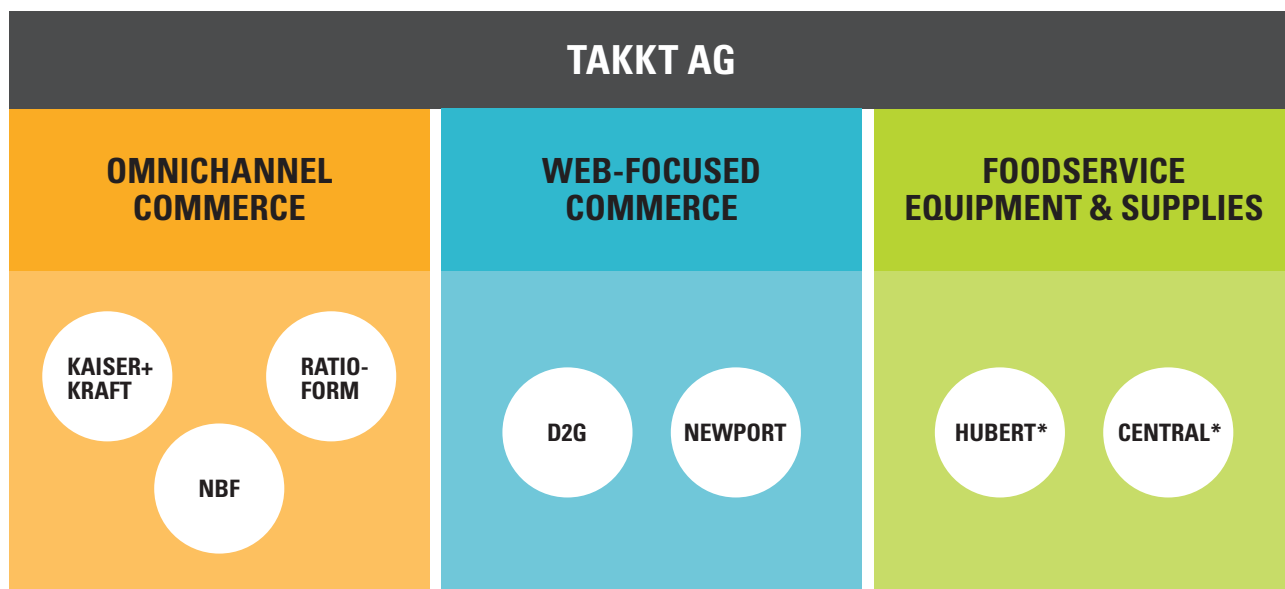 TAKKT AG
OMNICHANNEL
COMMERCE
WEB-FOCUSED
COMMERCE
FOODSERVICE
EQUIPMENT & SUPPLIES
KAISER+
KRAFT
RATIO-
FORM
NBF
D2G
NEWPORT
HUBERT*
CENTRAL*